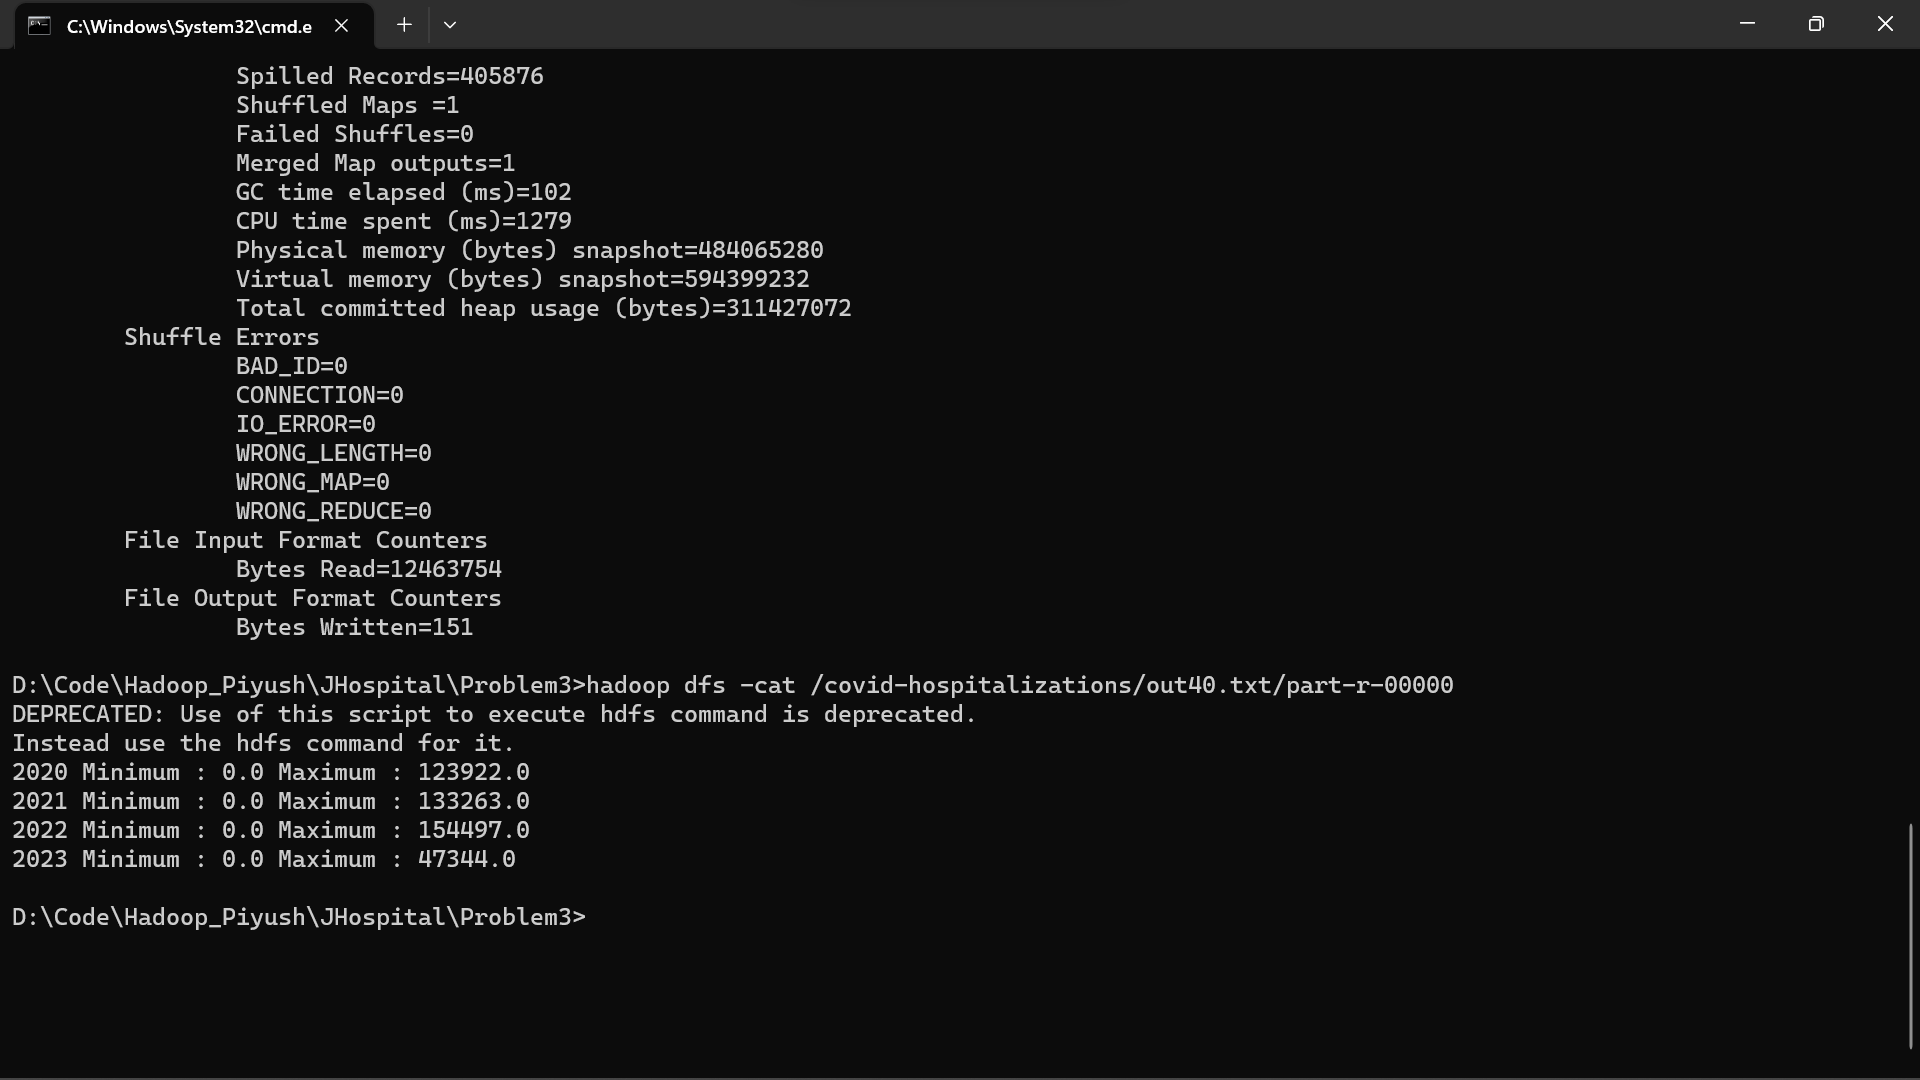 C:\Windows\System32\cmd.e
Spilled Records=405876
Shuffled Maps =1
Failed Shuffles=0
Merged Map outputs=1
GC time elapsed (ms)=102
CPU time spent (ms)=1279
Physical memory (bytes) snapshot=484065280
Virtual memory (bytes) snapshot=594399232
Total committed heap usage (bytes)=311427072
Shuffle Errors
BAD_ID=0
CONNECTION=0
IO_ERROR=0
WRONG_LENGTH=0
WRONG_MAP=0
WRONG_REDUCE=0
File Input Format Counters
Bytes Read=12463754
File Output Format Counters
Bytes Written=151
D:\Code\Hadoop_Piyush\JHospital\Problem3>hadoop dfs -cat /covid-hospitalizations/out40.txt/part-r-00000
DEPRECATED: Use of this script to execute hdfs command is deprecated.
Instead use the hdfs command for it.
2020 Minimum : 0.0 Maximum : 123922.0
2021 Minimum : 0.0 Maximum : 133263.0
2022 Minimum : 0.0 Maximum : 154497.0
2023 Minimum : 0.0 Maximum : 47344.0
D:\Code\Hadoop_Piyush\JHospital\Problem3>